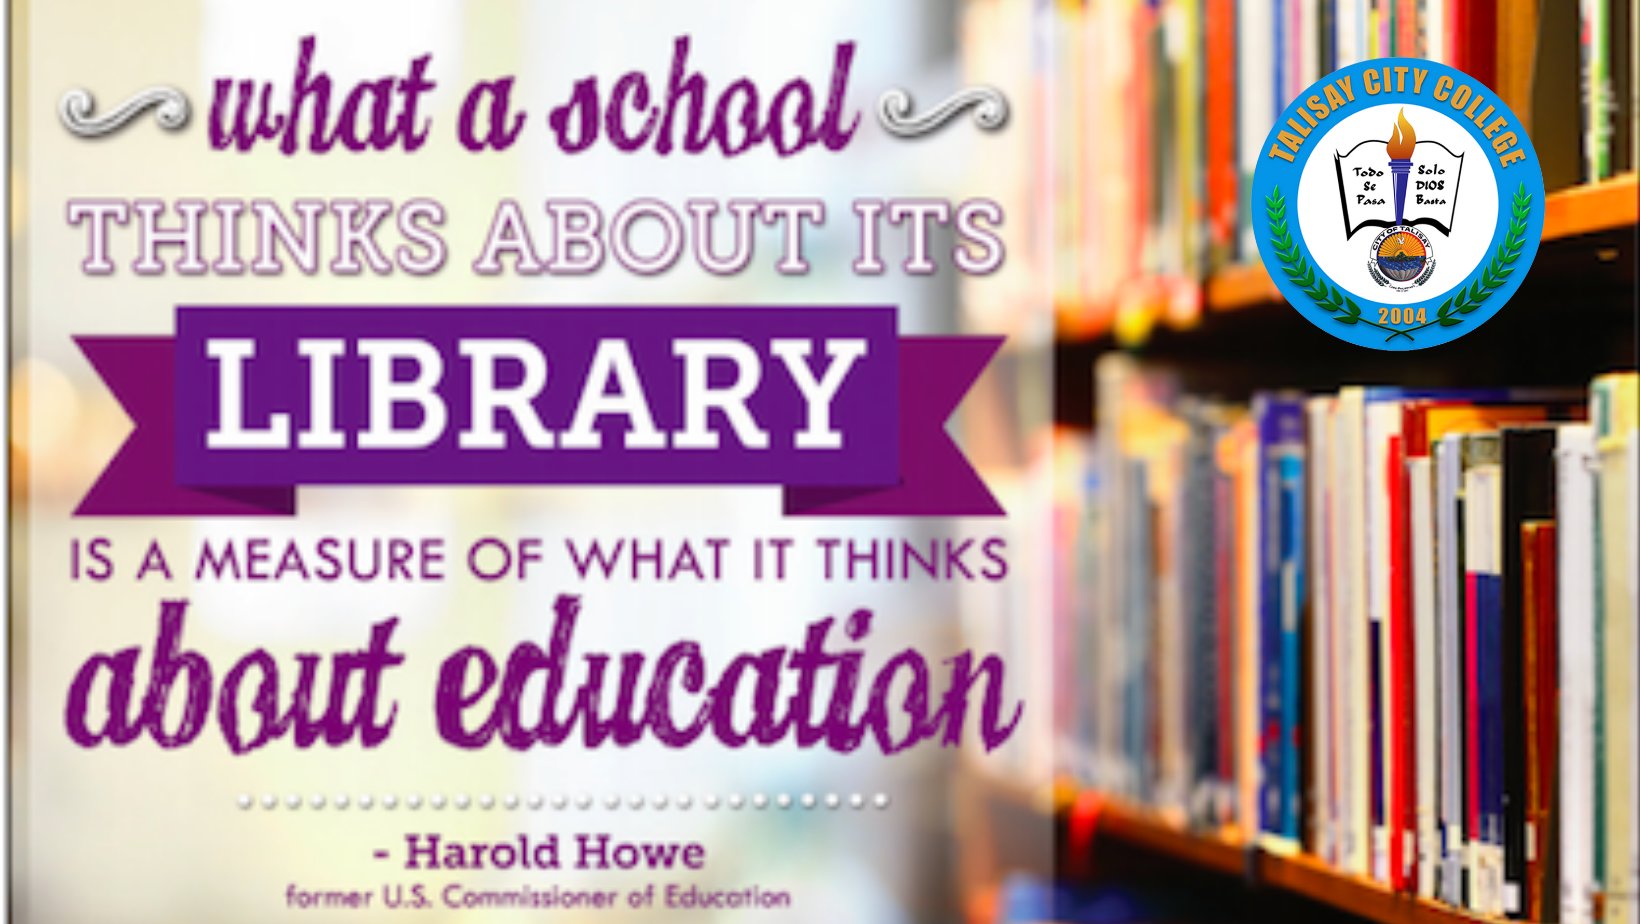 what a school
THINKS ABOUT ITS
LIBRARY
IS A MEASURE OF WHAT IT THINKS
about education
- Harold Howe
former U.S. Commissioner of Education
TALISAY CITY COLLEGE
Todo Se Pasa
Solo DIOS Basta
CITY OF TALISAY
2004